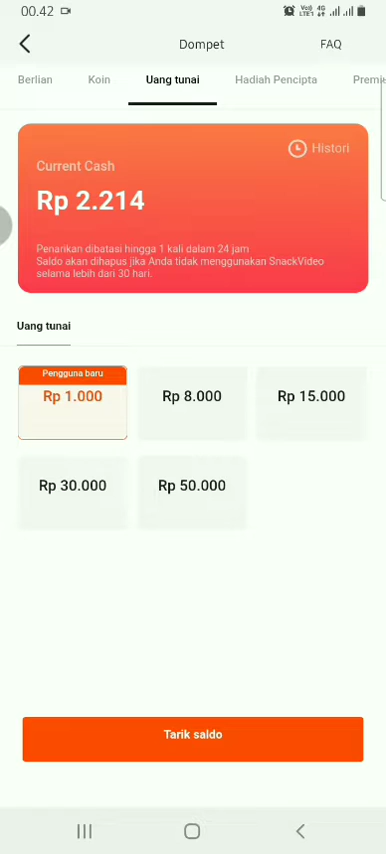 00.42
Dompet
FAQ
Berlian Koin Uang tunai Hadiah Pencipta Premie
Histori
Current Cash
Rp 2.214
Penarikan dibatasi hingga 1 kali dalam 24 jam
Saldo akan dihapus jika Anda tidak menggunakan SnackVideo
selama lebih dari 30 hari.
Uang tunai
Pengguna baru
Rp 1.000 Rp 8.000 Rp 15.000
Rp 30.000 Rp 50.000
Tarik saldo